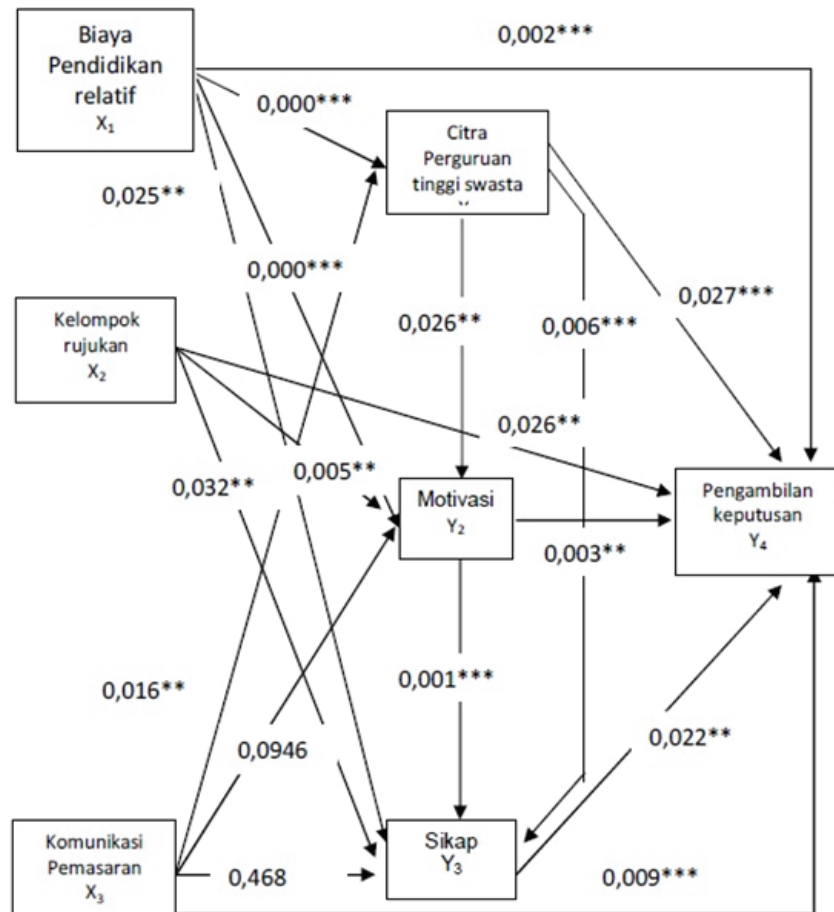 Biaya
Pendidikan
relatif
X₁
0,002***
0,000***
Citra
Perguruan
tinggi swasta
0,025**
0,000***
0,027***
0,026**
0,006***
Kelompok
rujukan
X₂
0,026**
0,005**
0,032**
Motivasi
Y₂
Pengambilan
keputusan
Y₄
0,003**
0,001***
0,016**
0,022**
0,0946
Komunikasi
Pemasaran
X₃
0,468
Sikap
Y₃
0,009***